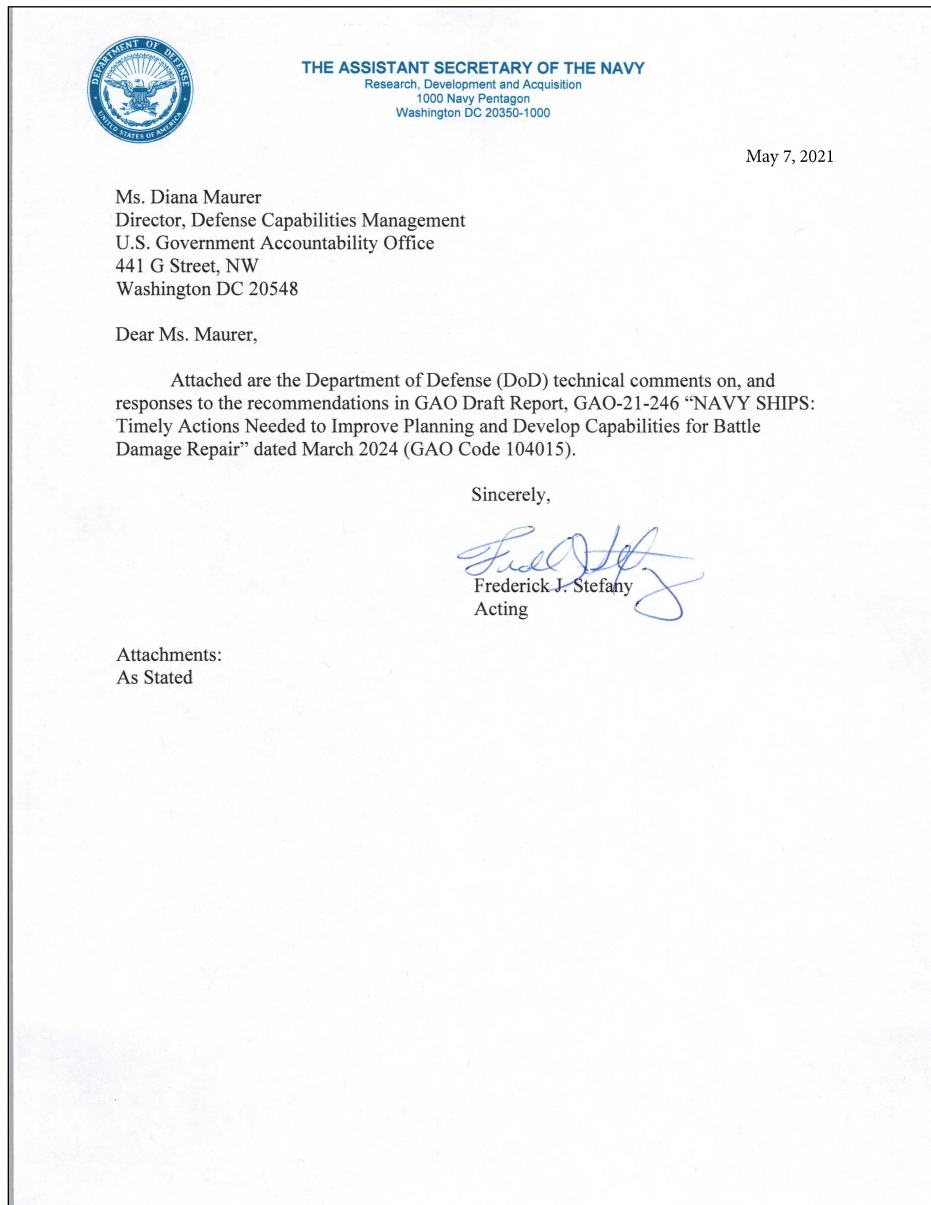 DEPARTMENT OF DEFENSE
UNITED STATES OF AMERICA
THE ASSISTANT SECRETARY OF THE NAVY
Research, Development and Acquisition
1000 Navy Pentagon
Washington DC 20350-1000
May 7, 2021
Ms. Diana Maurer
Director, Defense Capabilities Management
U.S. Government Accountability Office
441 G Street, NW
Washington DC 20548
Dear Ms. Maurer,
Attached are the Department of Defense (DoD) technical comments on, and
responses to the recommendations in GAO Draft Report, GAO-21-246 “NAVY SHIPS:
Timely Actions Needed to Improve Planning and Develop Capabilities for Battle
Damage Repair” dated March 2024 (GAO Code 104015).
Sincerely,
Frederick J. Stefany
Acting
Attachments:
As Stated